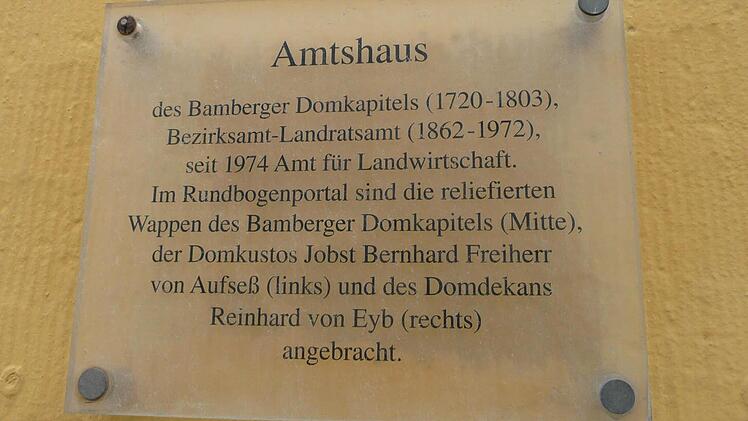 Amtshaus
des Bamberger Domkapitels (1720-1803),
Bezirksamt-Landratsamt (1862-1972),
seit 1974 Amt für Landwirtschaft.
Im Rundbogenportal sind die reliefierten
Wappen des Bamberger Domkapitels (Mitte),
der Domkustos Jobst Bernhard Freiherr
von Aufseß (links) und des Domdekans
Reinhard von Eyb (rechts)
angebracht.